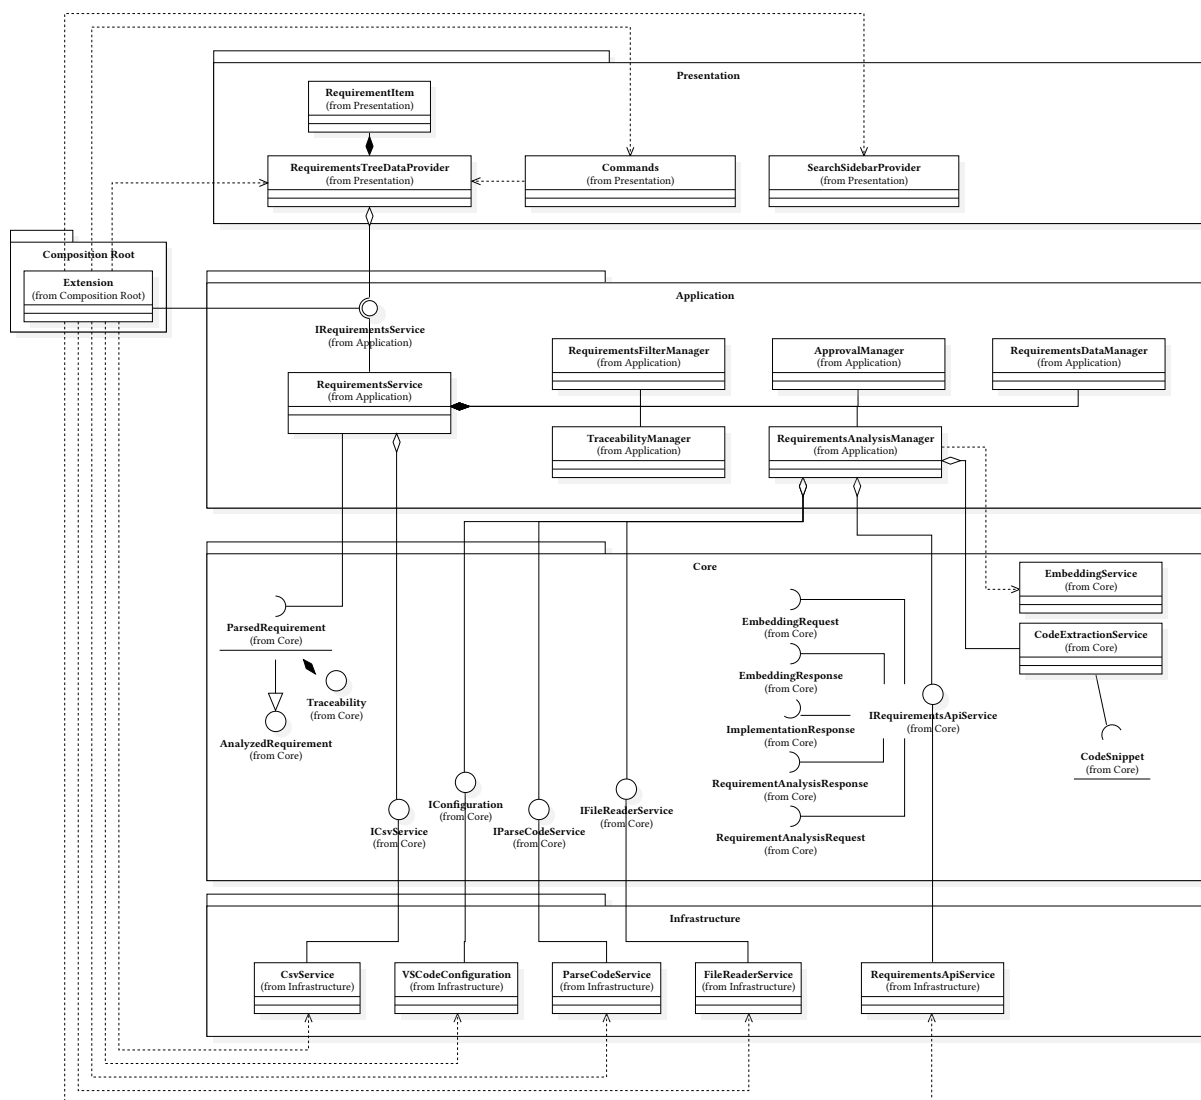 Presentation
RequirementItem
(from Presentation)
RequirementsTreeDataProvider
(from Presentation)
Commands
(from Presentation)
SearchSidebarProvider
(from Presentation)
Composition Root
Extension
(from Composition Root)
Application
IRequirementsService
(from Application)
RequirementsFilterManager
(from Application)
ApprovalManager
(from Application)
RequirementsDataManager
(from Application)
RequirementsService
(from Application)
TraceabilityManager
(from Application)
RequirementsAnalysisManager
(from Application)
Core
EmbeddingService
(from Core)
ParsedRequirement
(from Core)
EmbeddingRequest
(from Core)
CodeExtractionService
(from Core)
EmbeddingResponse
(from Core)
Traceability
(from Core)
IRequirementsApiService
(from Core)
ImplementationResponse
(from Core)
AnalyzedRequirement
(from Core)
CodeSnippet
(from Core)
RequirementAnalysisResponse
(from Core)
IConfiguration
(from Core)
IFileReaderService
(from Core)
ICsvService
(from Core)
IParseCodeService
(from Core)
RequirementAnalysisRequest
(from Core)
Infrastructure
CsvService
(from Infrastructure)
VSCodeConfiguration
(from Infrastructure)
ParseCodeService
(from Infrastructure)
FileReaderService
(from Infrastructure)
RequirementsApiService
(from Infrastructure)